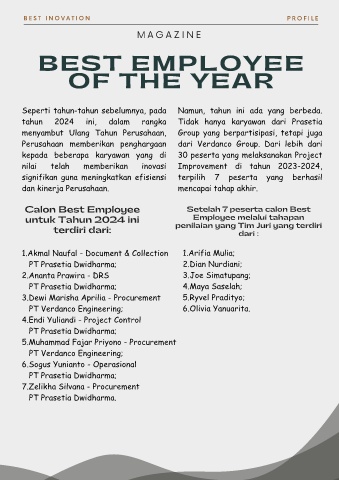 BEST INOVATION
PROFILE
MAGAZINE
BEST EMPLOYEE
OF THE YEAR
Seperti tahun-tahun sebelumnya, pada
tahun 2024 ini, dalam rangka
menyambut Ulang Tahun Perusahaan,
Perusahaan memberikan penghargaan
kepada beberapa karyawan yang di
nilai telah memberikan inovasi
signifikan guna meningkatkan efisiensi
dan kinerja Perusahaan.
Calon Best Employee
untuk Tahun 2024 ini
terdiri dari:
1.Akmal Naufal - Document & Collection
PT Prasetia Dwidharma;
2.Ananta Prawira - DRS
PT Prasetia Dwidharma;
3.Dewi Marisha Aprilia - Procurement
PT Verdanco Engineering;
4.Endi Yuliandi - Project Control
PT Prasetia Dwidharma;
5.Muhammad Fajar Priyono - Procurement
PT Verdanco Engineering;
6.Sogus Yunianto - Operasional
PT Prasetia Dwidharma;
7.Zelikha Silvana - Procurement
PT Prasetia Dwidharma.
Namun, tahun ini ada yang berbeda.
Tidak hanya karyawan dari Prasetia
Group yang berpartisipasi, tetapi juga
dari Verdanco Group. Dari lebih dari
30 peserta yang melaksanakan Project
Improvement di tahun 2023-2024,
terpilih 7 peserta yang berhasil
mencapai tahap akhir.
Setelah 7 peserta calon Best
Employee melalui tahapan
penilaian yang Tim Juri yang terdiri
dari :
1.Arifia Mulia;
2.Dian Nurdiani;
3.Joe Simatupang;
4.Maya Saselah;
5.Ryvel Pradityo;
6.Olivia Yanuarita.